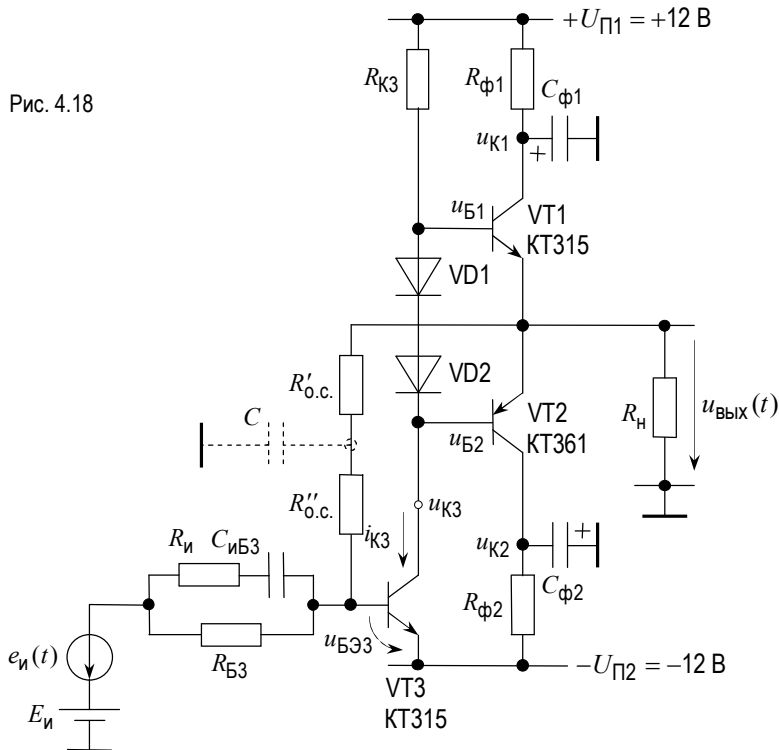 +U_П1 = +12 В
R_К3
R_ф1
C_ф1
Рис. 4.18
u_К1
+
u_Б1
VT1
КТ315
VD1
R′_о.с.
VD2
C
VT2
КТ361
u_Б2
R_н
u_вых(t)
R″_о.с.
u_К3
i_К3
R_и
C_иБ3
u_К2
+
R_ф2
C_ф2
e_и(t)
R_Б3
u_БЭ3
−U_П2 = −12 В
E_и
VT3
КТ315